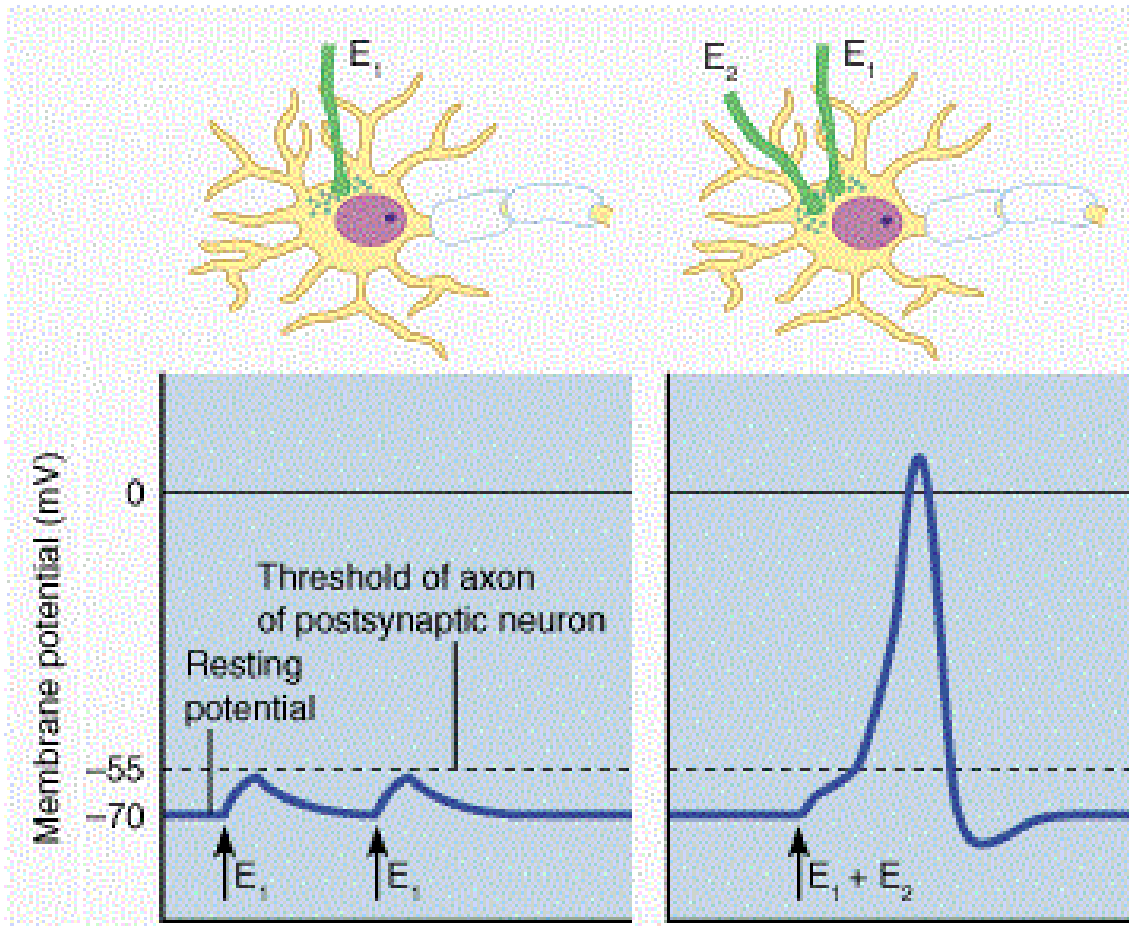 E₁
E₂
E₁
Membrane potential (mV)
0
Threshold of axon
of postsynaptic neuron
Resting
potential
–55
–70
E₁
E₁
E₁ + E₂